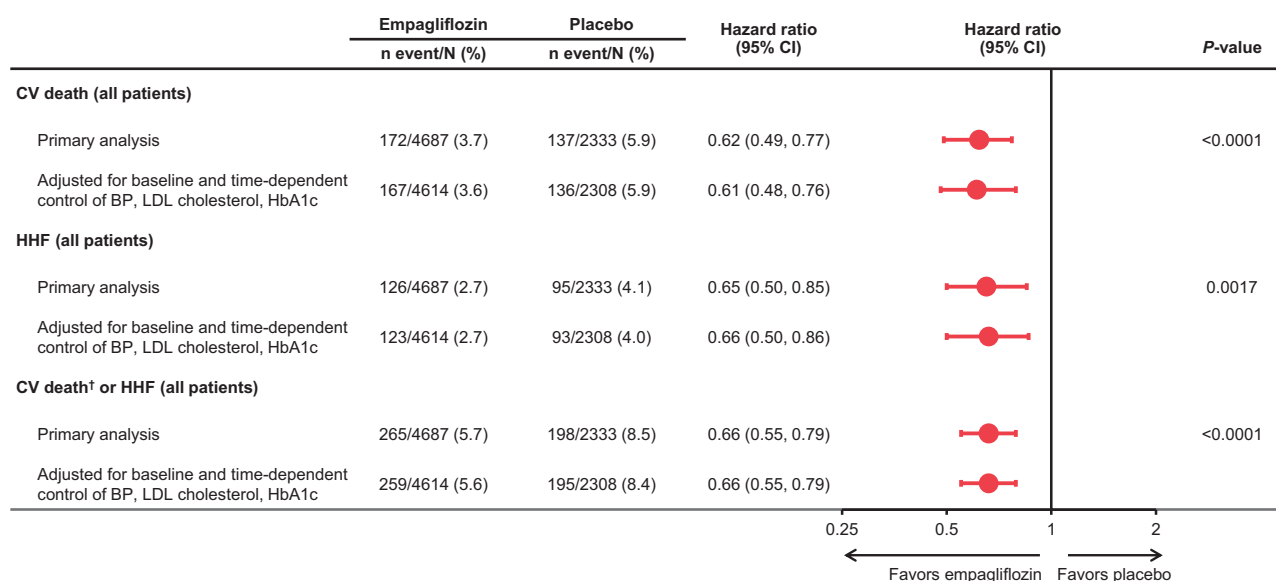 Empagliflozin Placebo Hazard ratio (95% CI) Hazard ratio (95% CI) P-value
n event/N (%) n event/N (%)
CV death (all patients)
Primary analysis 172/4687 (3.7) 137/2333 (5.9) 0.62 (0.49, 0.77) <0.0001
Adjusted for baseline and time-dependent
control of BP, LDL cholesterol, HbA1c 167/4614 (3.6) 136/2308 (5.9) 0.61 (0.48, 0.76)
HHF (all patients)
Primary analysis 126/4687 (2.7) 95/2333 (4.1) 0.65 (0.50, 0.85) 0.0017
Adjusted for baseline and time-dependent
control of BP, LDL cholesterol, HbA1c 123/4614 (2.7) 93/2308 (4.0) 0.66 (0.50, 0.86)
CV death† or HHF (all patients)
Primary analysis 265/4687 (5.7) 198/2333 (8.5) 0.66 (0.55, 0.79) <0.0001
Adjusted for baseline and time-dependent
control of BP, LDL cholesterol, HbA1c 259/4614 (5.6) 195/2308 (8.4) 0.66 (0.55, 0.79)
0.25 0.5 1 2
Favors empagliflozin Favors placebo